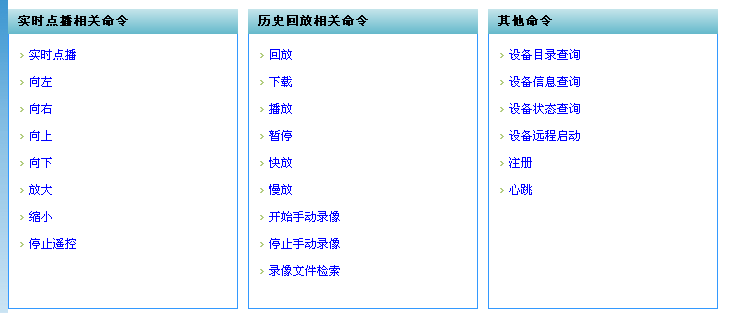 实时点播相关命令
实时点播
向左
向右
向上
向下
放大
缩小
停止遥控
历史回放相关命令
回放
下载
播放
暂停
快放
慢放
开始手动录像
停止手动录像
录像文件检索
其他命令
设备目录查询
设备信息查询
设备状态查询
设备远程启动
注册
心跳